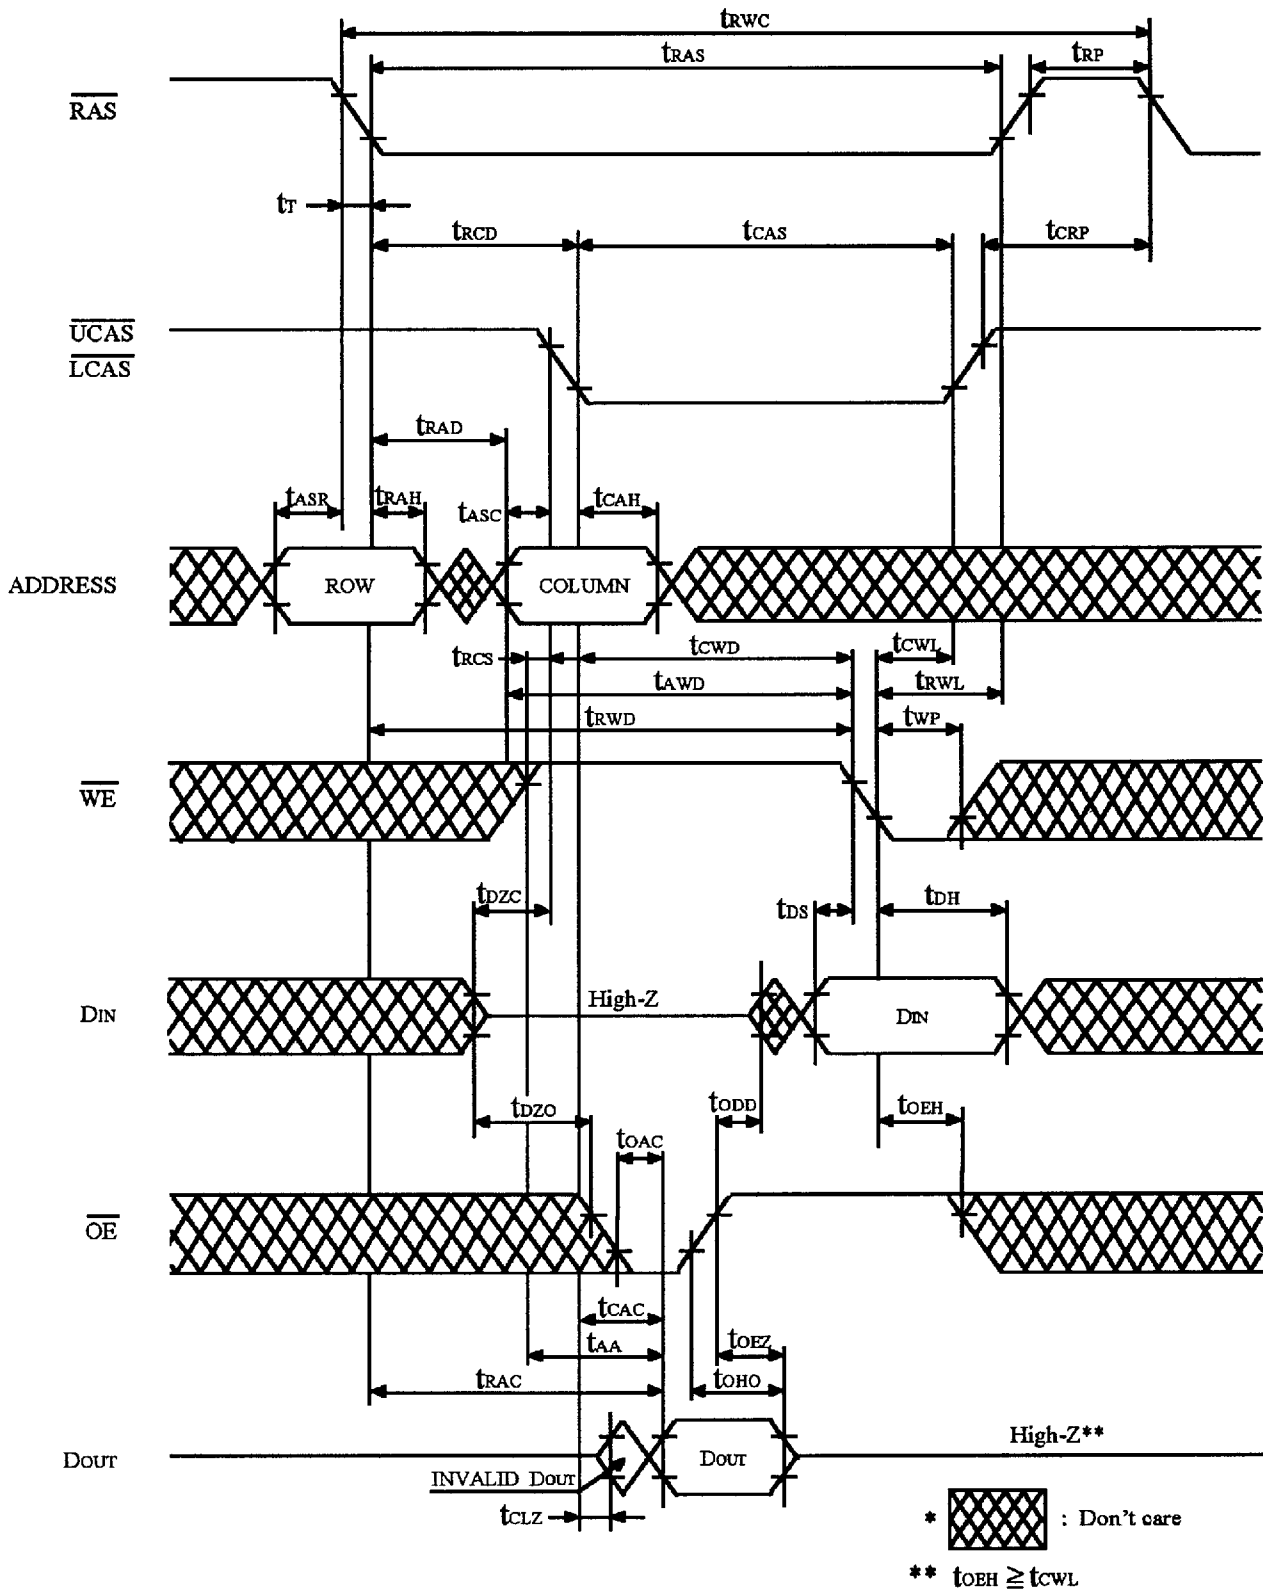 tRWC
tRAS
tRP
RAS
tT
tRCD
tCAS
tCRP
UCAS
LCAS
tRAD
tASR
tRAH
tASC
tCAH
ADDRESS
ROW
COLUMN
tRCS
tCWD
tCWL
tAWD
tRWL
tRWD
tWP
WE
tDZC
tDS
tDH
DIN
High-Z
DIN
tDZO
tODD
tOEH
tOAC
OE
tCAC
tAA
tOEZ
tRAC
tOHO
DOUT
DOUT
High-Z**
INVALID DOUT
tCLZ
* : Don't care
** tOEH ≧ tCWL